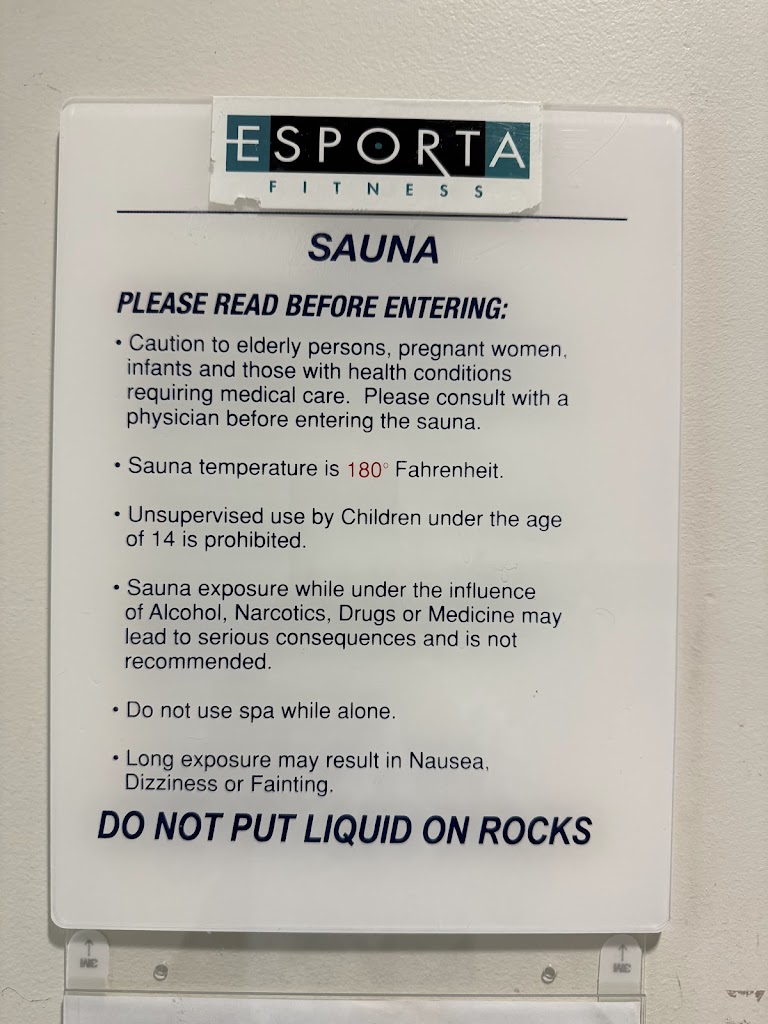 ESPORTA
FITNESS
SAUNA
PLEASE READ BEFORE ENTERING:
• Caution to elderly persons, pregnant women,
infants and those with health conditions
requiring medical care. Please consult with a
physician before entering the sauna.
• Sauna temperature is 180° Fahrenheit.
• Unsupervised use by Children under the age
of 14 is prohibited.
• Sauna exposure while under the influence
of Alcohol, Narcotics, Drugs or Medicine may
lead to serious consequences and is not
recommended.
• Do not use spa while alone.
• Long exposure may result in Nausea,
Dizziness or Fainting.
DO NOT PUT LIQUID ON ROCKS
3M
3M